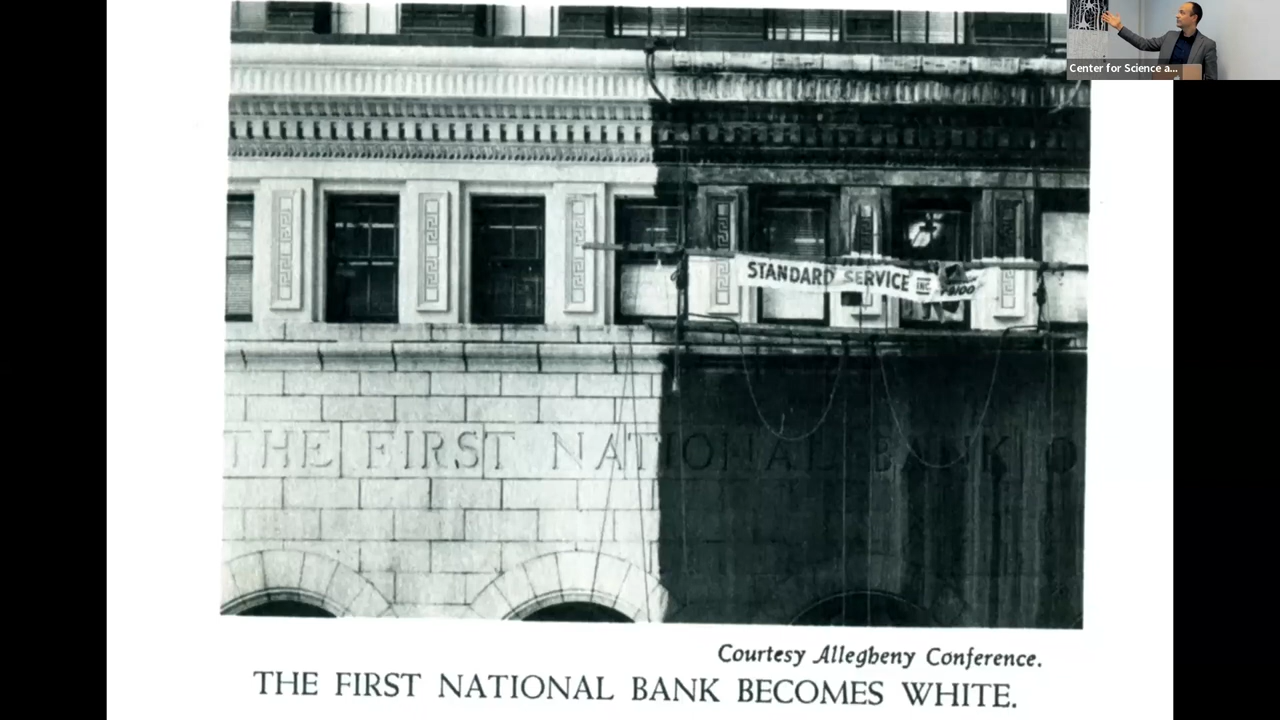 Center for Science a...
STANDARD SERVICE INC.
THE FIRST NATIONAL BANK
Courtesy Allegheny Conference.
THE FIRST NATIONAL BANK BECOMES WHITE.